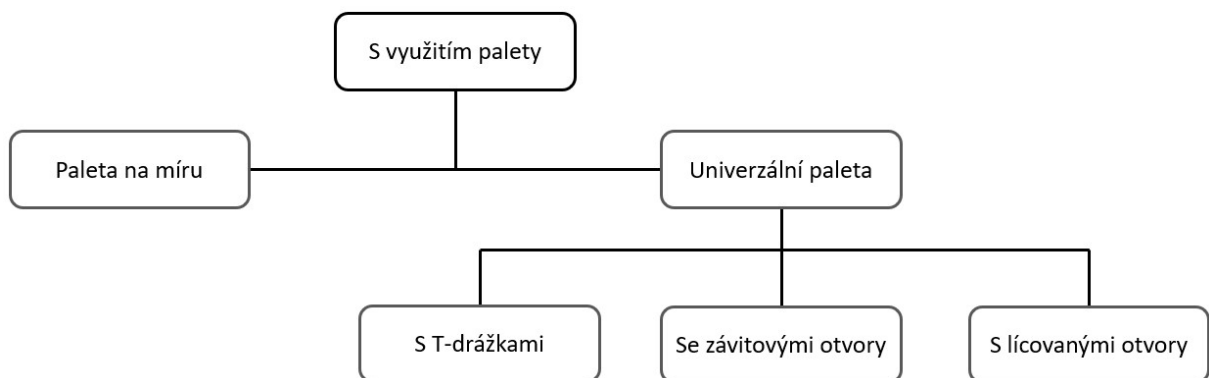 S využitím palety
Paleta na míru
Univerzální paleta
S T-drážkami
Se závitovými otvory
S lícovanými otvory